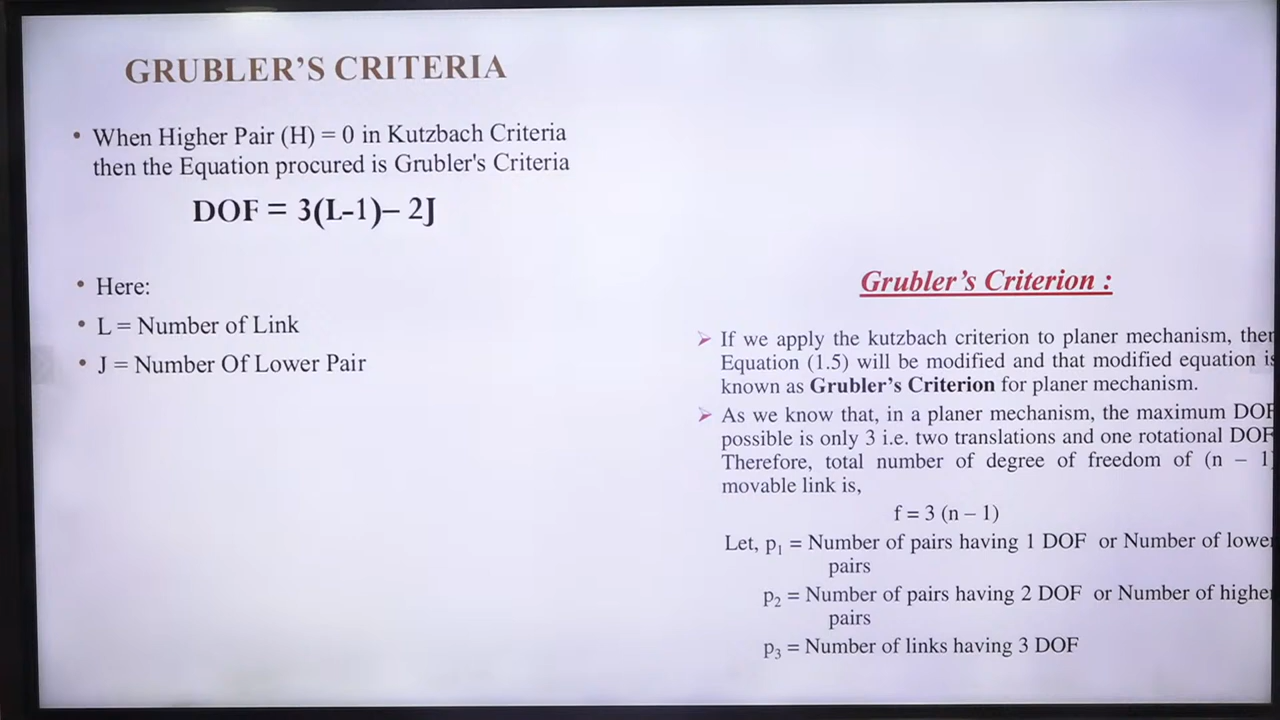 GRUBLER'S CRITERIA
• When Higher Pair (H) = 0 in Kutzbach Criteria
then the Equation procured is Grubler's Criteria
DOF = 3(L-1)– 2J
• Here:
• L = Number of Link
• J = Number Of Lower Pair
Grubler's Criterion :
➢ If we apply the kutzbach criterion to planer mechanism, then
Equation (1.5) will be modified and that modified equation is
known as Grubler's Criterion for planer mechanism.
➢ As we know that, in a planer mechanism, the maximum DOF
possible is only 3 i.e. two translations and one rotational DOF
Therefore, total number of degree of freedom of (n – 1)
movable link is,
f = 3 (n – 1)
Let, p₁ = Number of pairs having 1 DOF or Number of lower
pairs
p₂ = Number of pairs having 2 DOF or Number of higher
pairs
p₃ = Number of links having 3 DOF